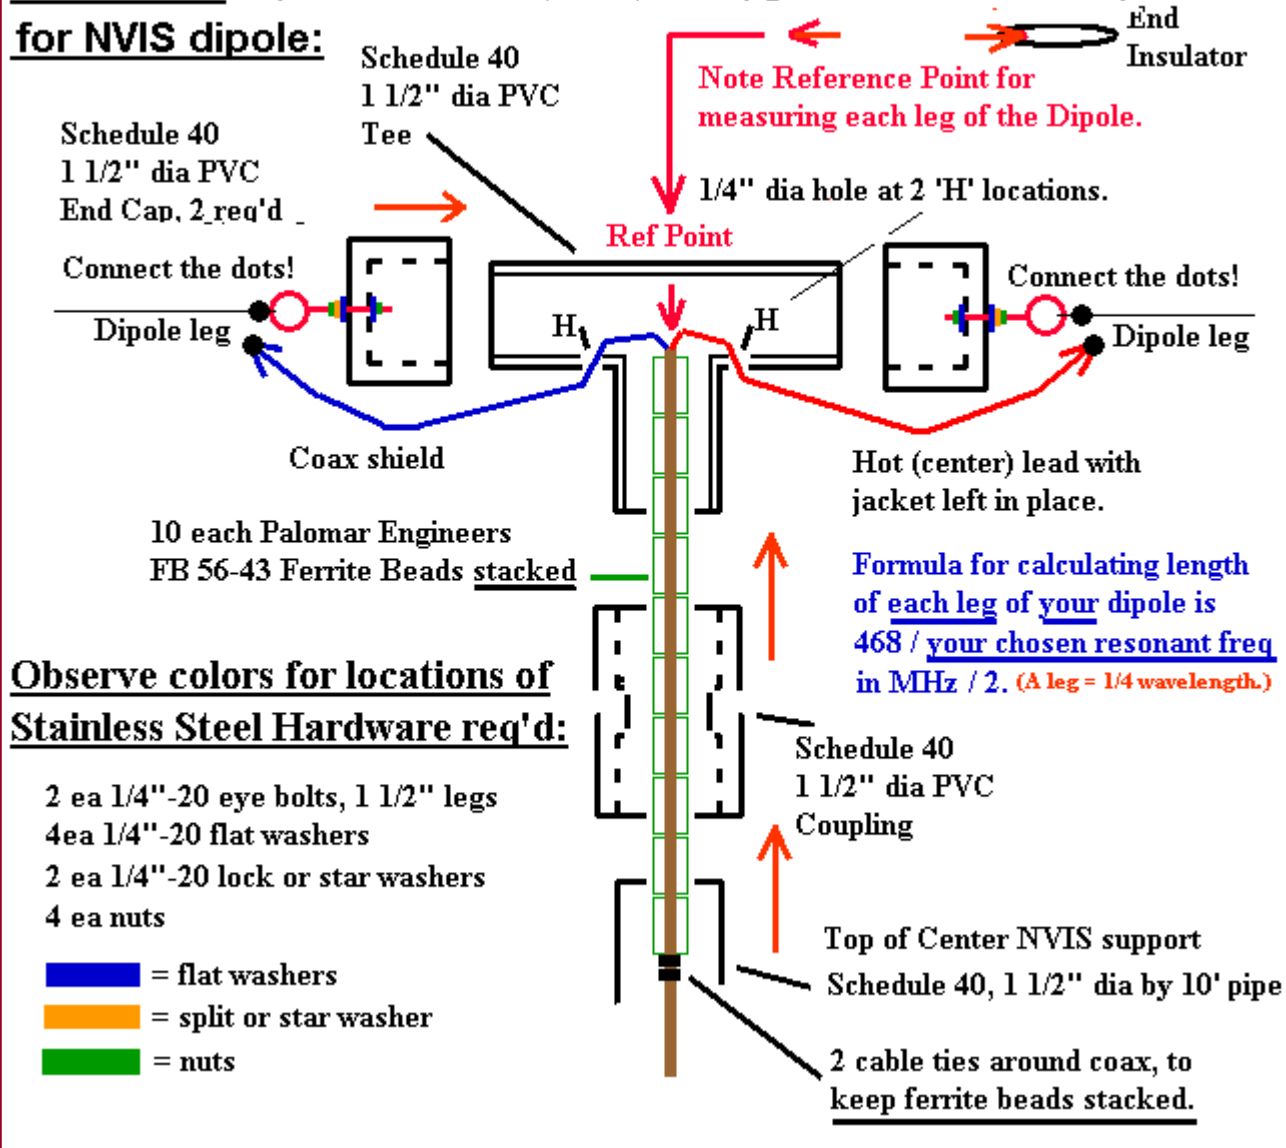 for NVIS dipole:
End
Insulator
Schedule 40
1 1/2" dia PVC
Tee
Note Reference Point for
measuring each leg of the Dipole.
Schedule 40
1 1/2" dia PVC
End Cap, 2 req'd
1/4" dia hole at 2 'H' locations.
Ref Point
Connect the dots!
Connect the dots!
H
H
Dipole leg
Dipole leg
Coax shield
Hot (center) lead with
jacket left in place.
10 each Palomar Engineers
FB 56-43 Ferrite Beads stacked
Formula for calculating length
of each leg of your dipole is
468 / your chosen resonant freq
in MHz / 2. (A leg = 1/4 wavelength.)
Observe colors for locations of
Stainless Steel Hardware req'd:
Schedule 40
1 1/2" dia PVC
Coupling
2 ea 1/4"-20 eye bolts, 1 1/2" legs
4ea 1/4"-20 flat washers
2 ea 1/4"-20 lock or star washers
4 ea nuts
= flat washers
= split or star washer
= nuts
Top of Center NVIS support
Schedule 40, 1 1/2" dia by 10' pipe
2 cable ties around coax, to
keep ferrite beads stacked.